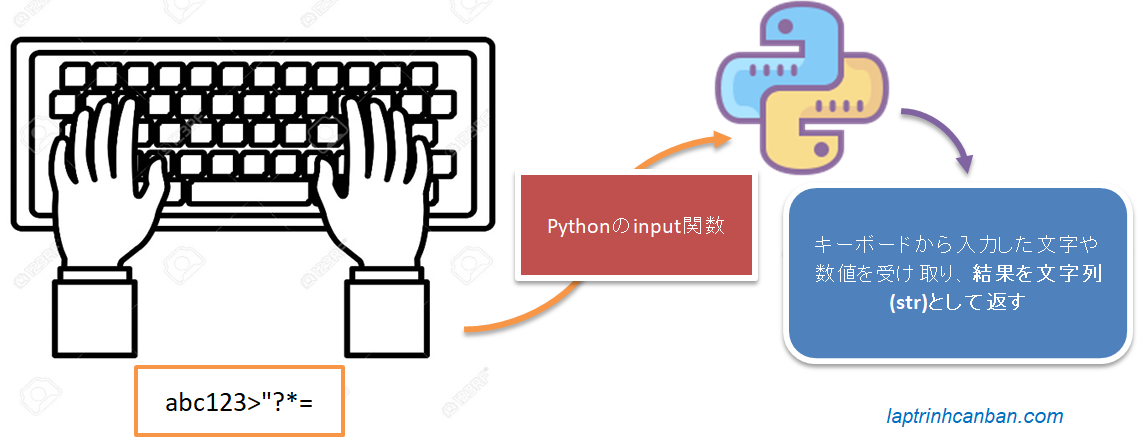 Pythonのinput関数
キーボードから入力した文字や
数値を受け取り、結果を文字列
(str)として返す
abc123>"?*=
laptrinhcanban.com